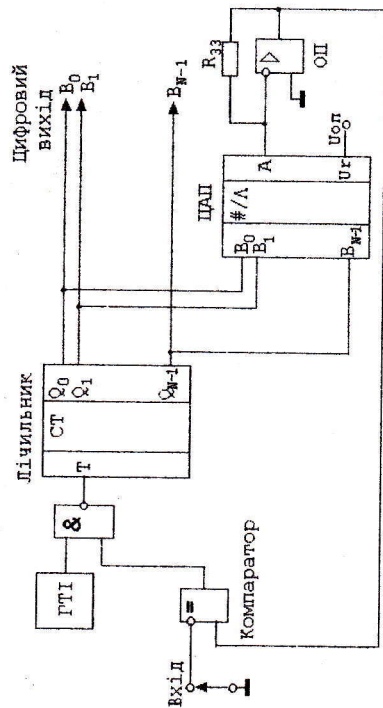 Лічильник
Цифровий
вихід
B0
B1
BN-1
ГТІ
&
T
CT
Q0
Q1
QN-1
Вхід
=
Компаратор
ЦАП
B0
B1
BN-1
#/Λ
A
Ur
Uоп
R33
▷
ОП